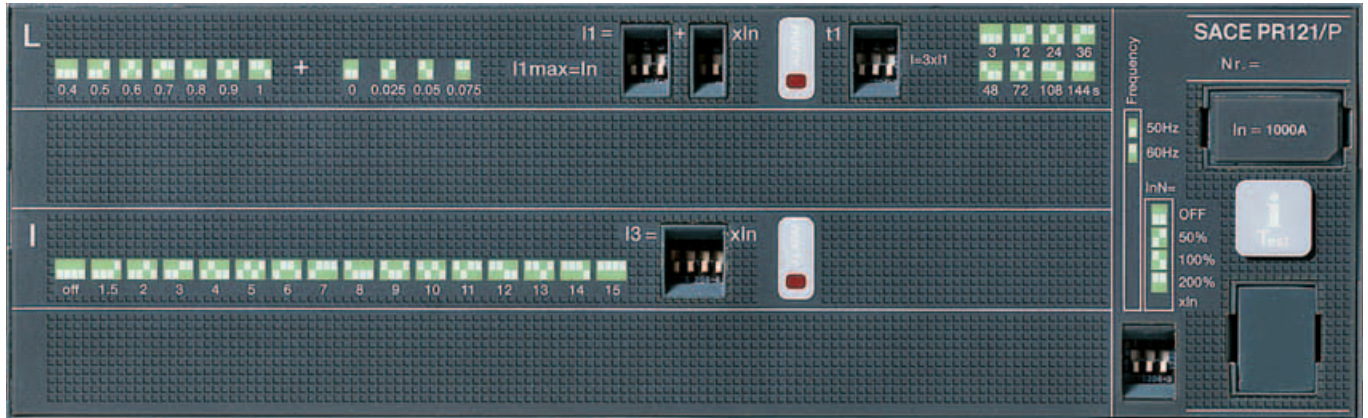 L
I1 =
+
xIn
t1
I1max=In
I=3xI1
0.4 0.5 0.6 0.7 0.8 0.9 1
+
0 0.025 0.05 0.075
3 12 24 36
48 72 108 144 s
I
I3 =
xIn
off 1.5 2 3 4 5 6 7 8 9 10 11 12 13 14 15
Frequency
50Hz
60Hz
InN=
OFF
50%
100%
200%
xIn
SACE PR121/P
Nr. =
In = 1000A
i
Test